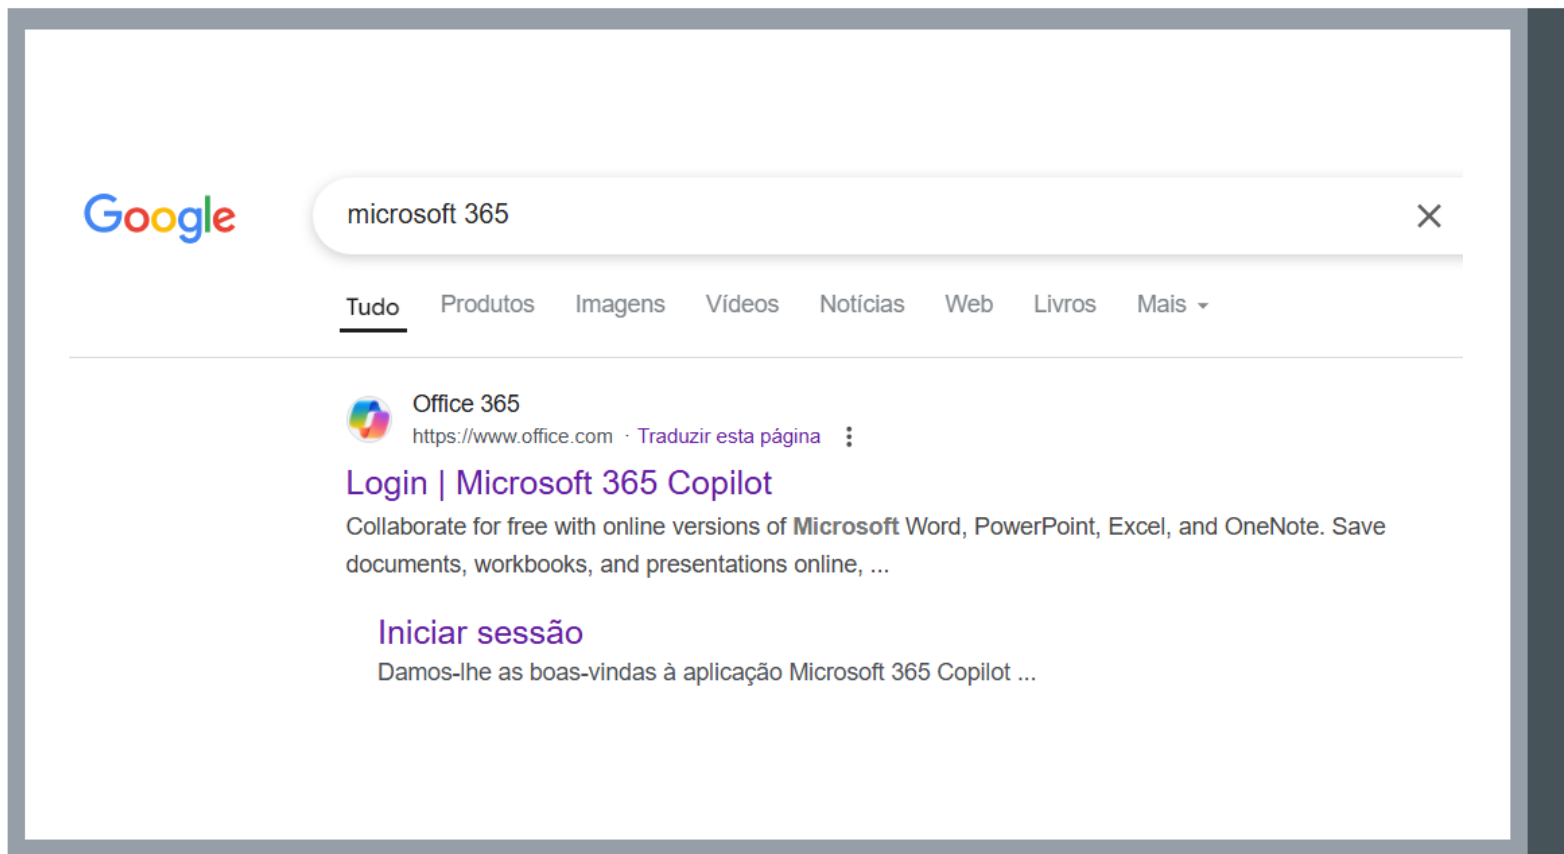 Google
microsoft 365
Tudo Produtos Imagens Vídeos Notícias Web Livros Mais
Office 365
https://www.office.com · Traduzir esta página
Login | Microsoft 365 Copilot
Collaborate for free with online versions of Microsoft Word, PowerPoint, Excel, and OneNote. Save
documents, workbooks, and presentations online, ...
Iniciar sessão
Damos-lhe as boas-vindas à aplicação Microsoft 365 Copilot ...